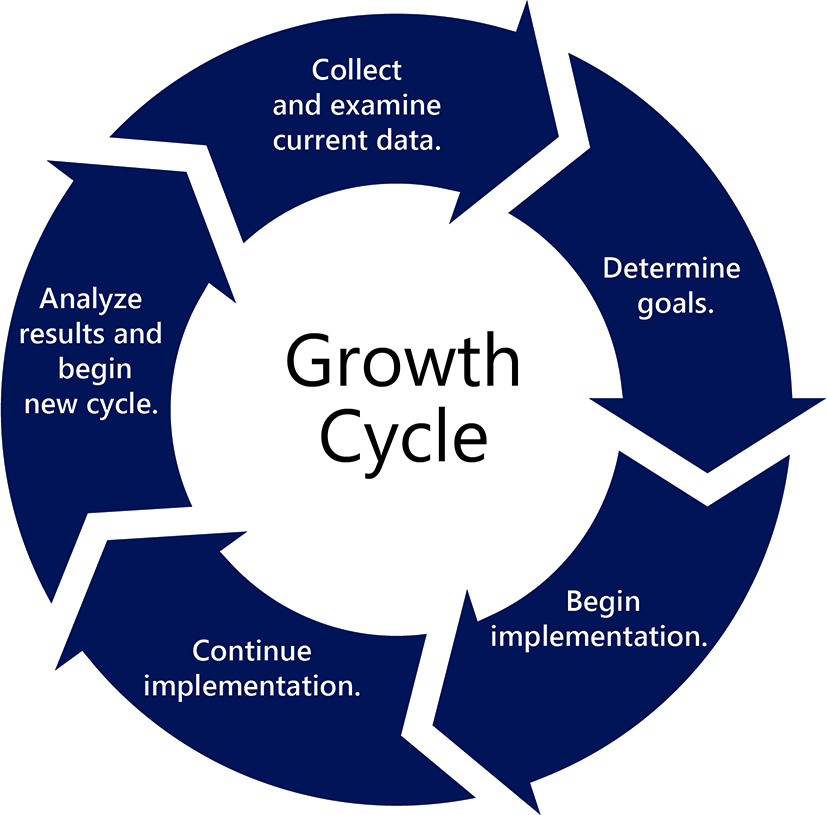 Collect
and examine
current data.
Determine
goals.
Begin
implementation.
Continue
implementation.
Analyze
results and
begin
new cycle.
Growth
Cycle